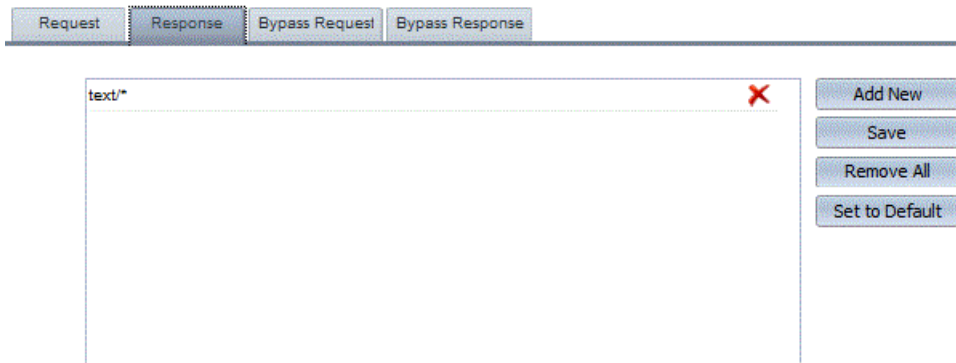 Request Response Bypass Request Bypass Response
text/*
Add New
Save
Remove All
Set to Default